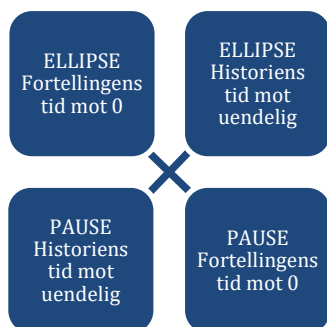 ELLIPSE
Fortellingens
tid mot 0
ELLIPSE
Historiens
tid mot
uendelig
PAUSE
Historiens
tid mot
uendelig
PAUSE
Fortellingens
tid mot 0